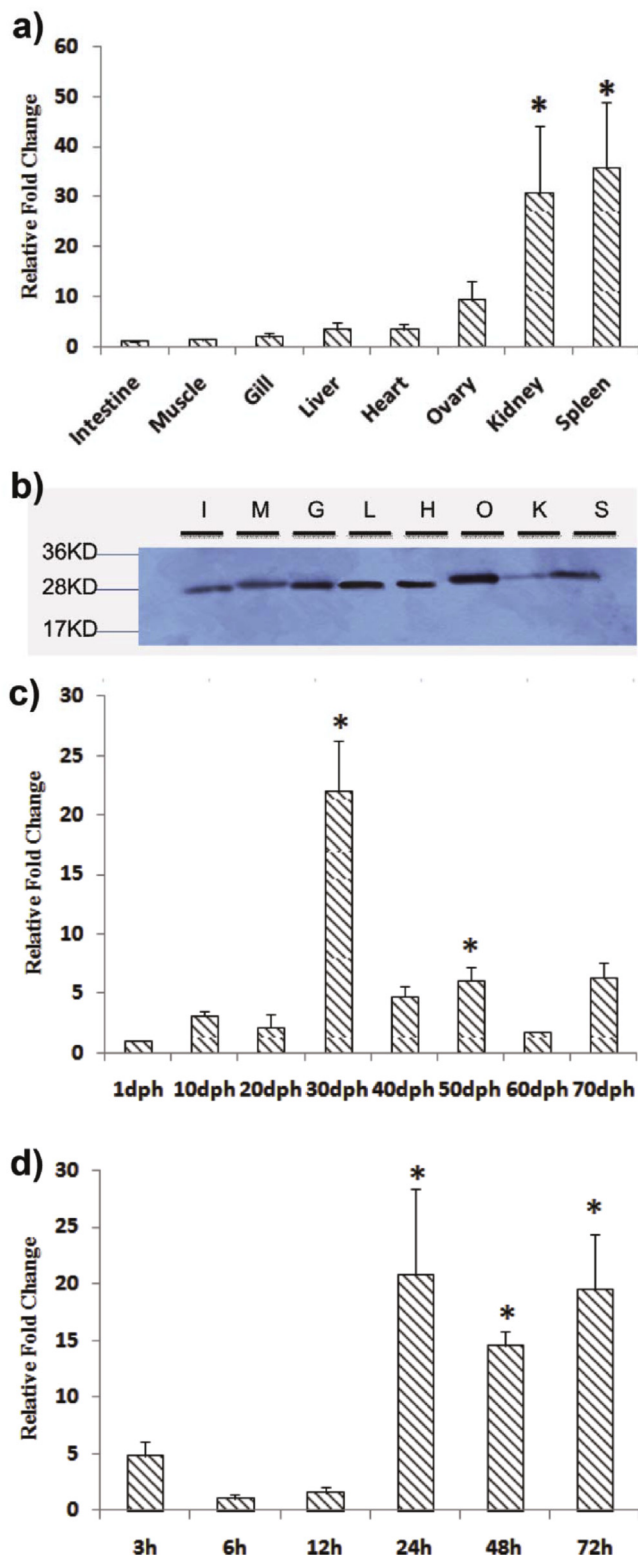 a)
Relative Fold Change
60
50
40
30
20
10
0
*
*
Intestine Muscle Gill Liver Heart Ovary Kidney Spleen
b)
I M G L H O K S
36KD
28KD
17KD
c)
Relative Fold Change
30
25
20
15
10
5
0
*
*
1dph 10dph 20dph 30dph 40dph 50dph 60dph 70dph
d)
Relative Fold Change
30
25
20
15
10
5
0
*
*
*
3h 6h 12h 24h 48h 72h